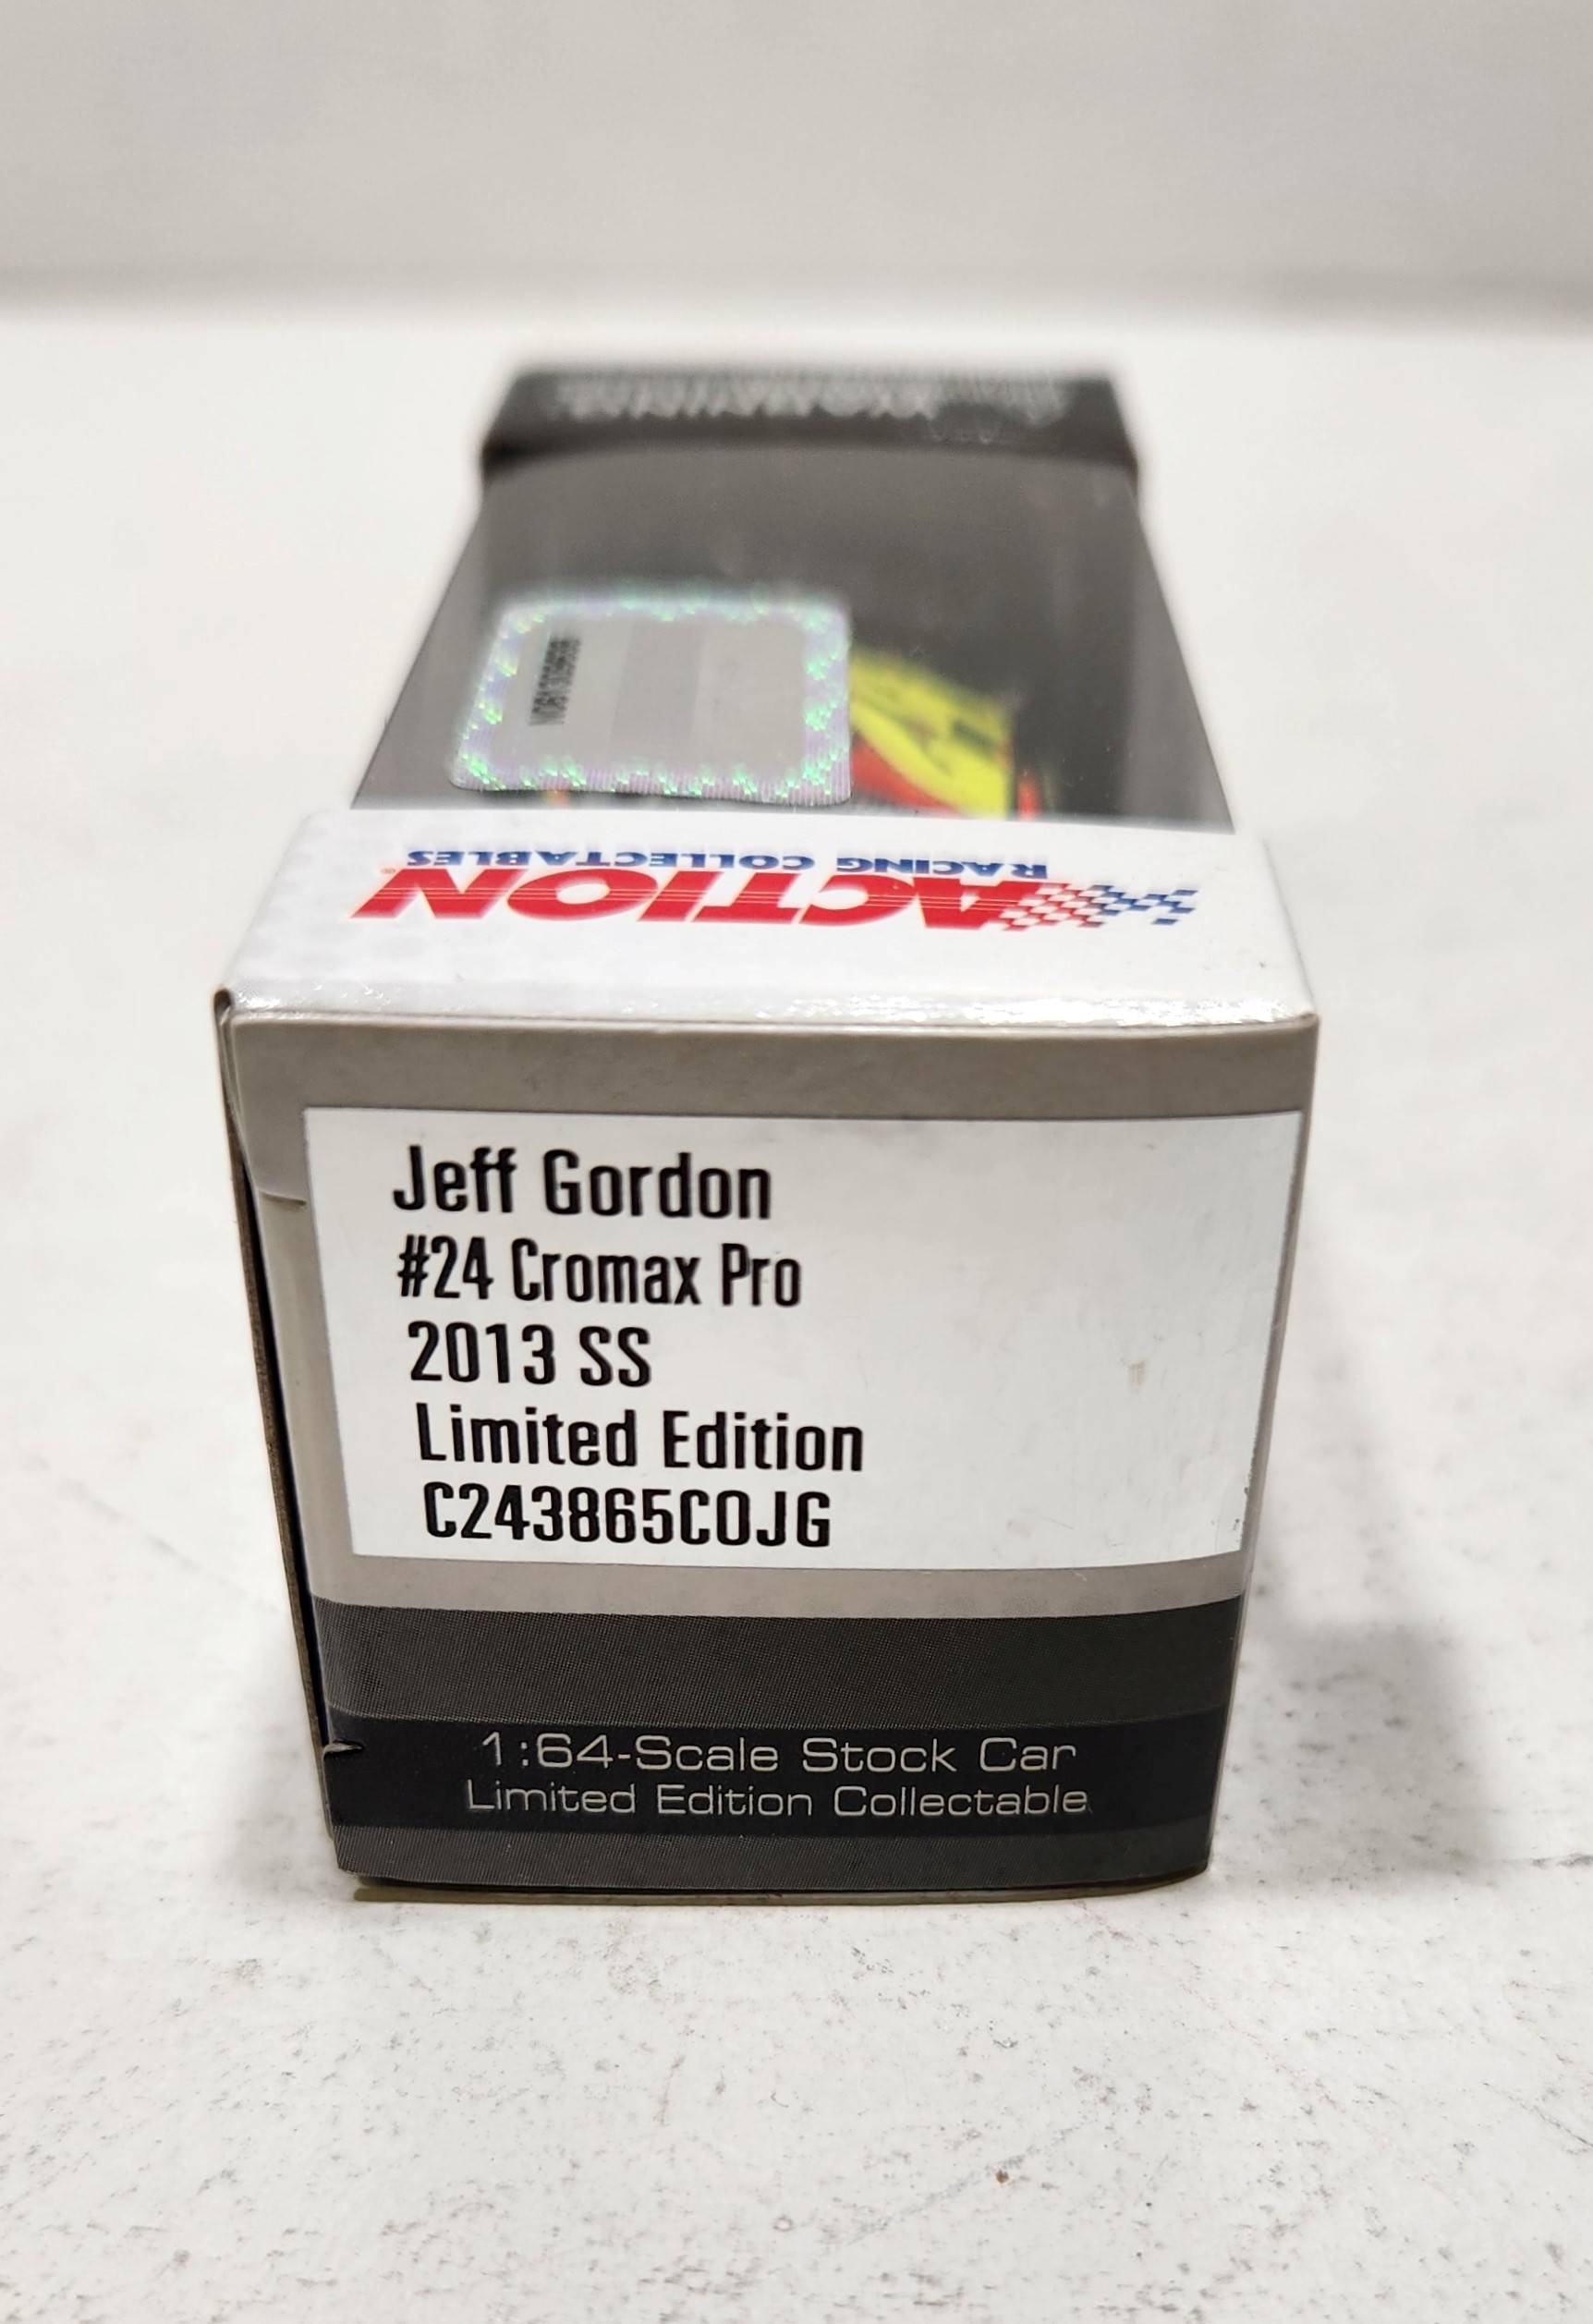 ACTION®
RACING COLLECTABLES
Jeff Gordon
#24 Cromax Pro
2013 SS
Limited Edition
C243865COJG
1:64-Scale Stock Car
Limited Edition Collectable